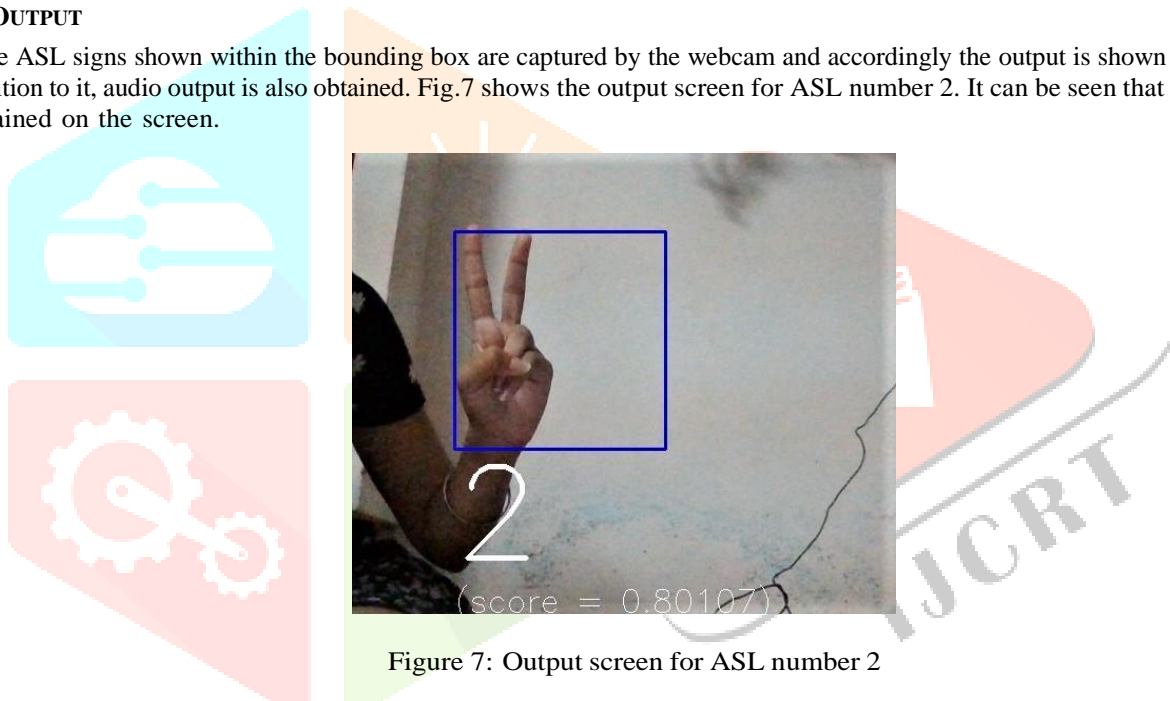 OUTPUT
ASL signs shown within the bounding box are captured by the webcam and accordingly the output is shown
to it, audio output is also obtained. Fig.7 shows the output screen for ASL number 2. It can be seen that
on the screen.
2
(score = 0.80107)
IJCRT
Figure 7: Output screen for ASL number 2